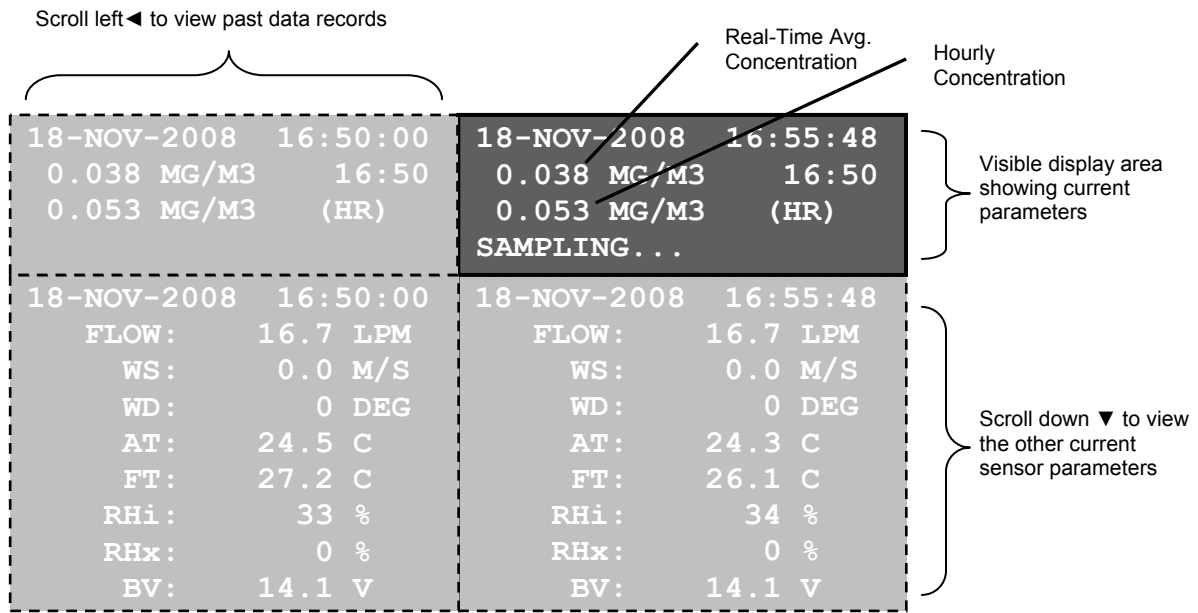 Scroll left◄ to view past data records
Real-Time Avg.
Concentration
Hourly
Concentration
18-NOV-2008 16:50:00
0.038 MG/M3 16:50
0.053 MG/M3 (HR)
18-NOV-2008 16:55:48
0.038 MG/M3 16:50
0.053 MG/M3 (HR)
SAMPLING...
Visible display area
showing current
parameters
18-NOV-2008 16:50:00
FLOW: 16.7 LPM
WS: 0.0 M/S
WD: 0 DEG
AT: 24.5 C
FT: 27.2 C
RHi: 33 %
RHx: 0 %
BV: 14.1 V
18-NOV-2008 16:55:48
FLOW: 16.7 LPM
WS: 0.0 M/S
WD: 0 DEG
AT: 24.3 C
FT: 26.1 C
RHi: 34 %
RHx: 0 %
BV: 14.1 V
Scroll down ▼ to view
the other current
sensor parameters